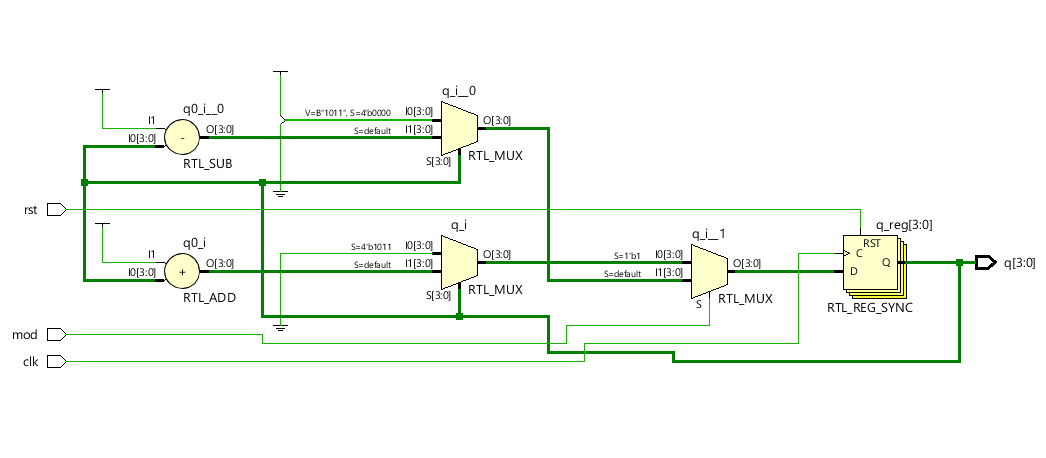 q_i__0
q0_i__0
V=B"1011", S=4'b0000
I0[3:0]
O[3:0]
I1
O[3:0]
S=default
I1[3:0]
I0[3:0]
-
RTL_SUB
S[3:0]
RTL_MUX
rst
q_i
q_reg[3:0]
q_i__1
q0_i
S=4'b1011
I0[3:0]
RST
I1
O[3:0]
S=default
I1[3:0]
O[3:0]
S=1'b1
I0[3:0]
O[3:0]
C
D
Q
q[3:0]
I0[3:0]
+
S=default
I1[3:0]
RTL_ADD
S[3:0]
RTL_MUX
S
RTL_MUX
RTL_REG_SYNC
mod
clk